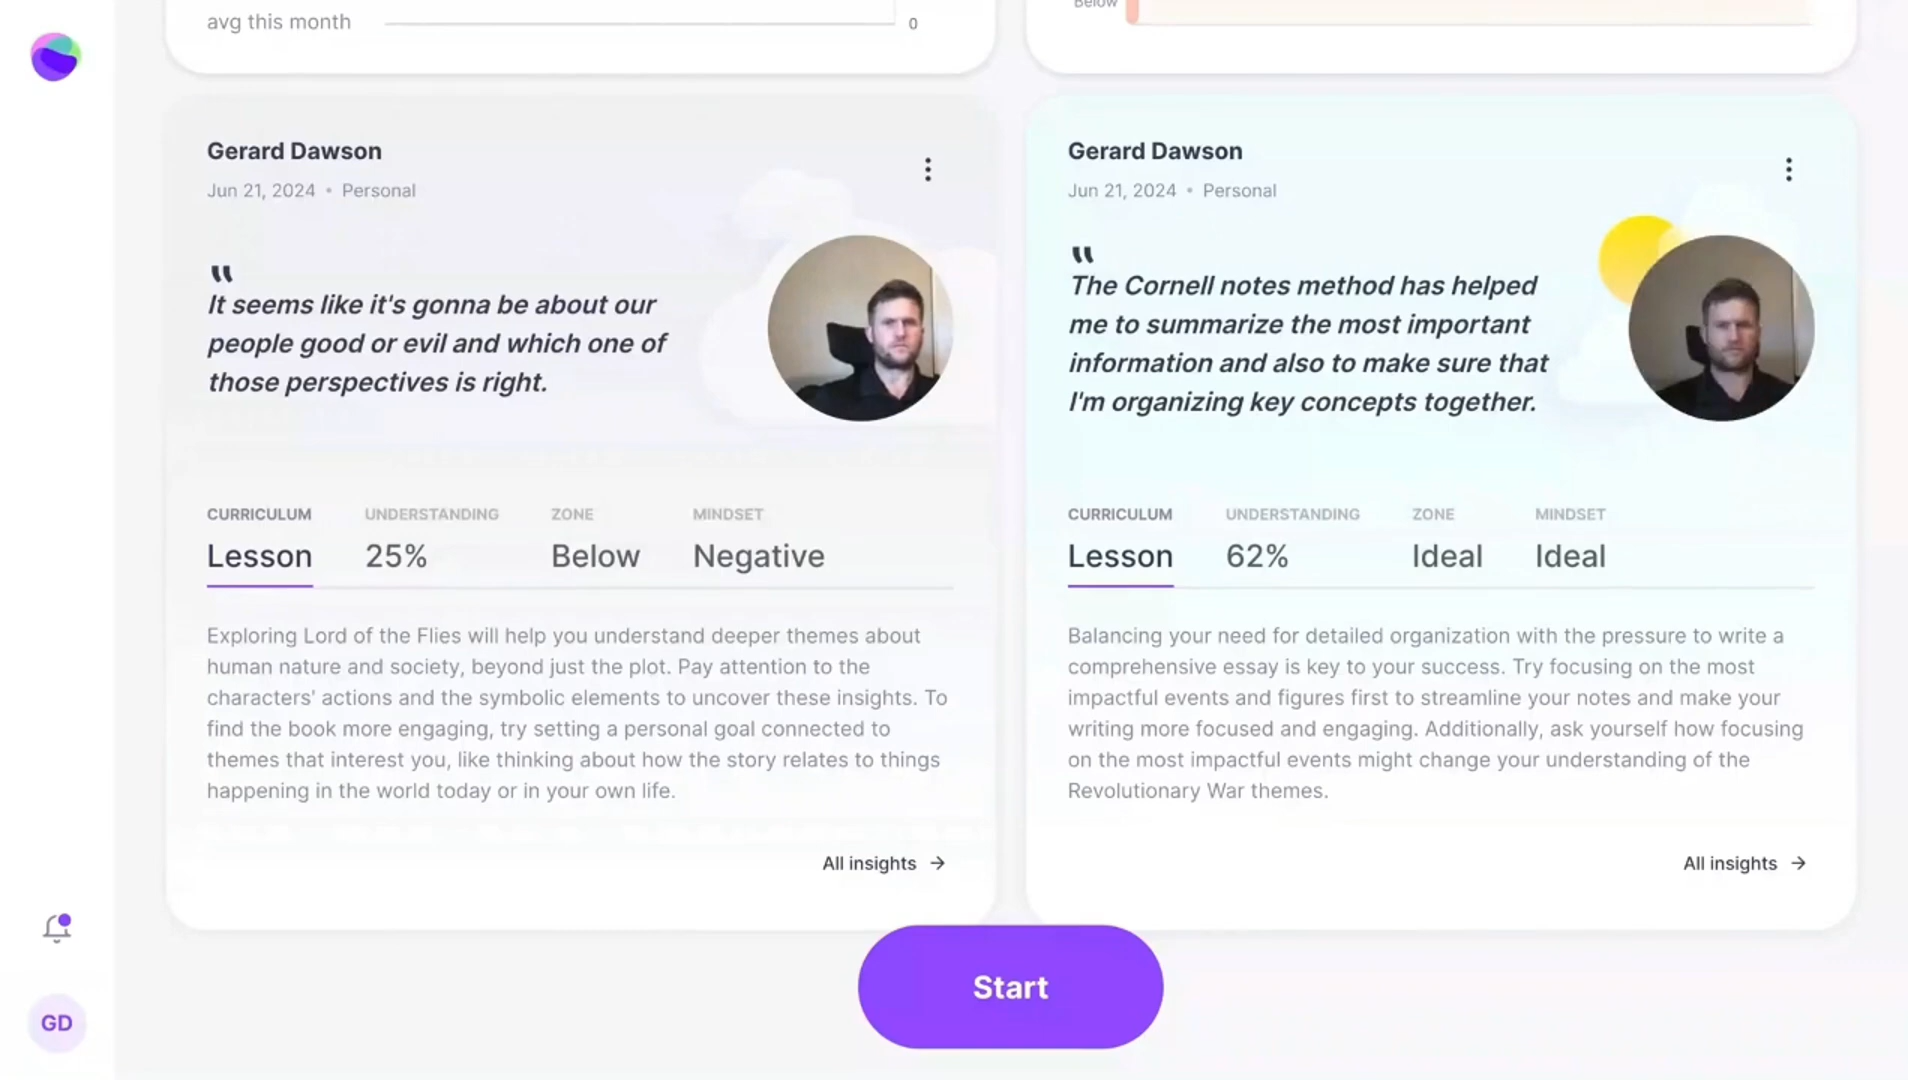 avg this month
0
Below
Gerard Dawson
Jun 21, 2024 • Personal
"
It seems like it's gonna be about our
people good or evil and which one of
those perspectives is right.
CURRICULUM UNDERSTANDING ZONE MINDSET
Lesson 25% Below Negative
Exploring Lord of the Flies will help you understand deeper themes about
human nature and society, beyond just the plot. Pay attention to the
characters' actions and the symbolic elements to uncover these insights. To
find the book more engaging, try setting a personal goal connected to
themes that interest you, like thinking about how the story relates to things
happening in the world today or in your own life.
All insights →
Gerard Dawson
Jun 21, 2024 • Personal
"
The Cornell notes method has helped
me to summarize the most important
information and also to make sure that
I'm organizing key concepts together.
CURRICULUM UNDERSTANDING ZONE MINDSET
Lesson 62% Ideal Ideal
Balancing your need for detailed organization with the pressure to write a
comprehensive essay is key to your success. Try focusing on the most
impactful events and figures first to streamline your notes and make your
writing more focused and engaging. Additionally, ask yourself how focusing
on the most impactful events might change your understanding of the
Revolutionary War themes.
All insights →
Start
GD